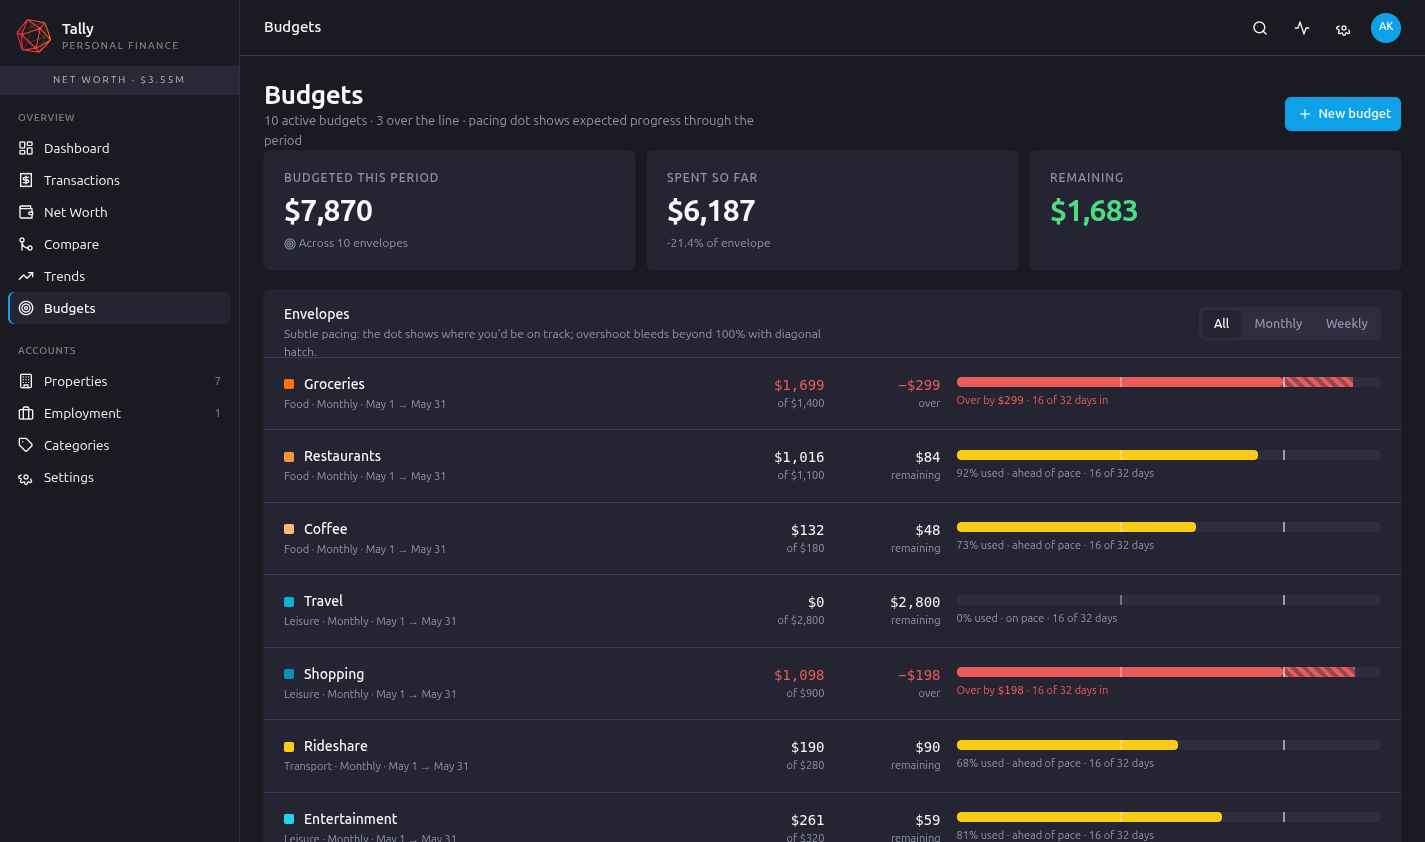 Tally
PERSONAL FINANCE
NET WORTH - $3.55M
OVERVIEW
Dashboard
Transactions
Net Worth
Compare
Trends
Budgets
ACCOUNTS
Properties 7
Employment 1
Categories
Settings
Budgets
AK
Budgets
10 active budgets · 3 over the line · pacing dot shows expected progress through the
period
New budget
BUDGETED THIS PERIOD
$7,870
Across 10 envelopes
SPENT SO FAR
$6,187
-21.4% of envelope
REMAINING
$1,683
Envelopes
Subtle pacing: the dot shows where you'd be on track; overshoot bleeds beyond 100% with diagonal
hatch.
All Monthly Weekly
Groceries $1,699 −$299
Food · Monthly · May 1 → May 31 of $1,400 over Over by $299 · 16 of 32 days in
Restaurants $1,016 $84
Food · Monthly · May 1 → May 31 of $1,100 remaining 92% used · ahead of pace · 16 of 32 days
Coffee $132 $48
Food · Monthly · May 1 → May 31 of $180 remaining 73% used · ahead of pace · 16 of 32 days
Travel $0 $2,800
Leisure · Monthly · May 1 → May 31 of $2,800 remaining 0% used · on pace · 16 of 32 days
Shopping $1,098 −$198
Leisure · Monthly · May 1 → May 31 of $900 over Over by $198 · 16 of 32 days in
Rideshare $190 $90
Transport · Monthly · May 1 → May 31 of $280 remaining 68% used · ahead of pace · 16 of 32 days
Entertainment $261 $59
Leisure · Monthly · May 1 → May 31 of $320 remaining 81% used · ahead of pace · 16 of 32 days